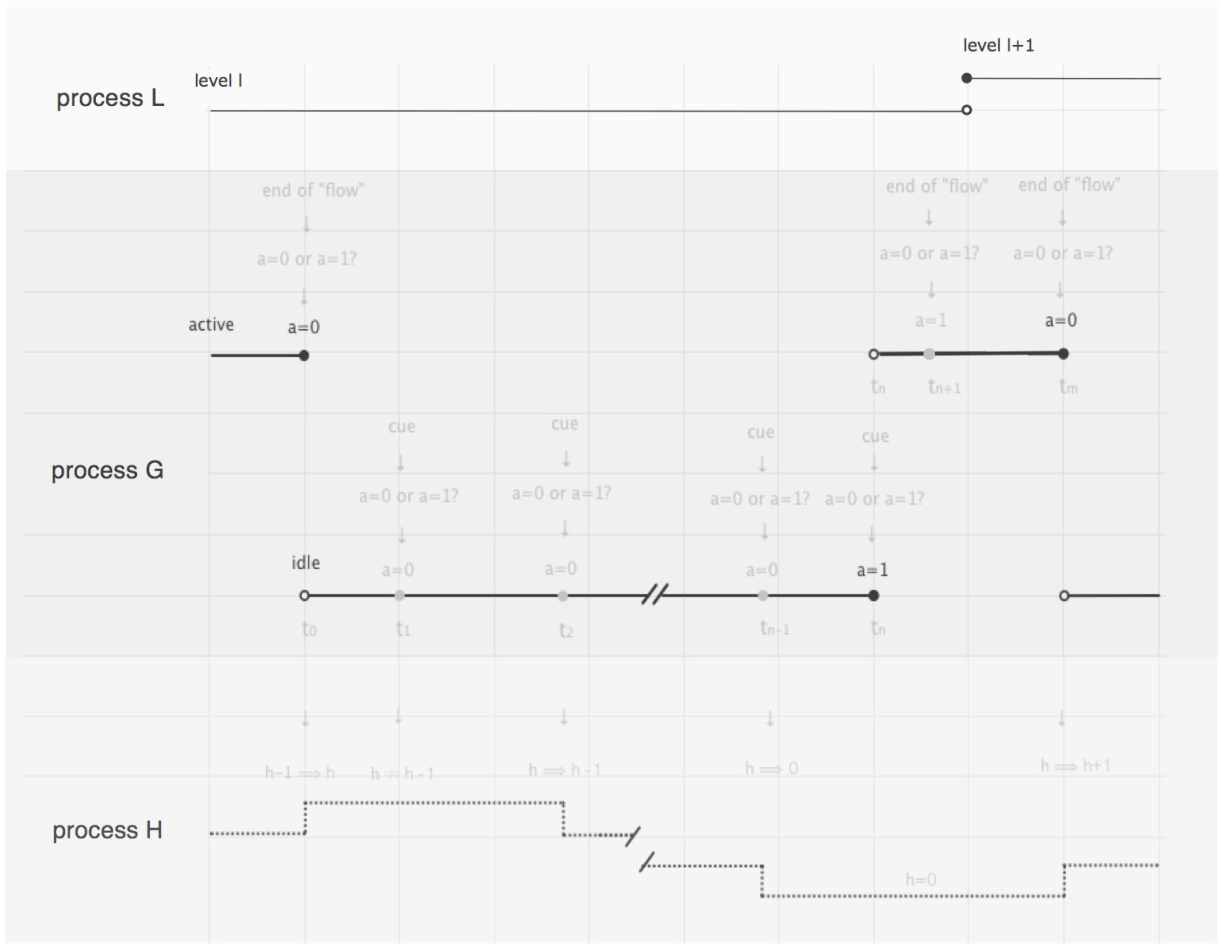 level l+1
level l
process L
end of "flow" end of "flow" end of "flow"
↓ ↓ ↓
a=0 or a=1? a=0 or a=1? a=0 or a=1?
↓ ↓ ↓
active a=0 a=1 a=0
tn tn+1 tm
cue cue cue cue
process G
↓ ↓ ↓ ↓
a=0 or a=1? a=0 or a=1? a=0 or a=1? a=0 or a=1?
↓ ↓ ↓ ↓
idle a=0 a=0 a=0 a=1
t0 t1 t2 tn-1 tn
↓ ↓ ↓ ↓ ↓
h-1 ⟹ h h ⇏ h-1 h ⟹ h-1 h ⟹ 0 h ⟹ h+1
process H
h=0